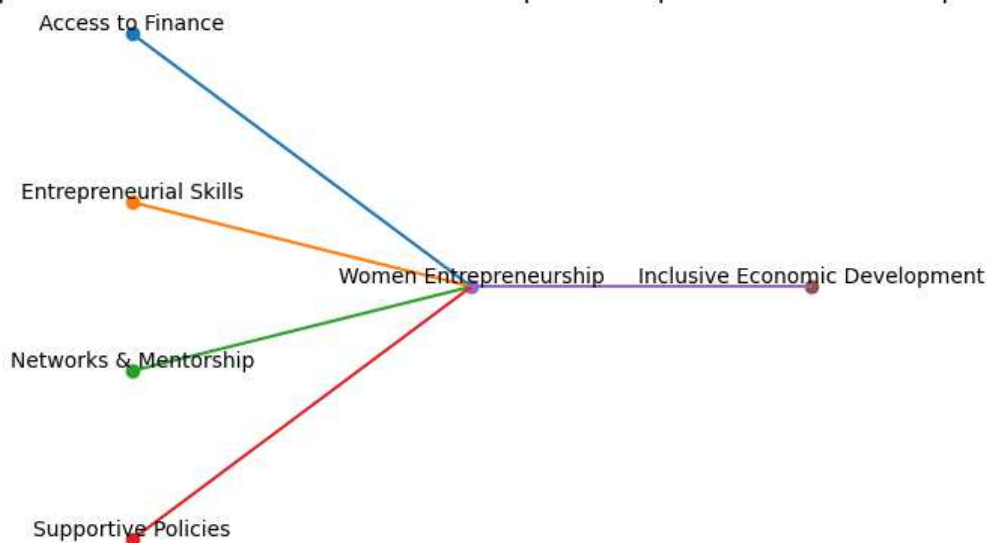 Access to Finance
Entrepreneurial Skills
Women Entrepreneurship
Inclusive Economic Development
Networks & Mentorship
Supportive Policies